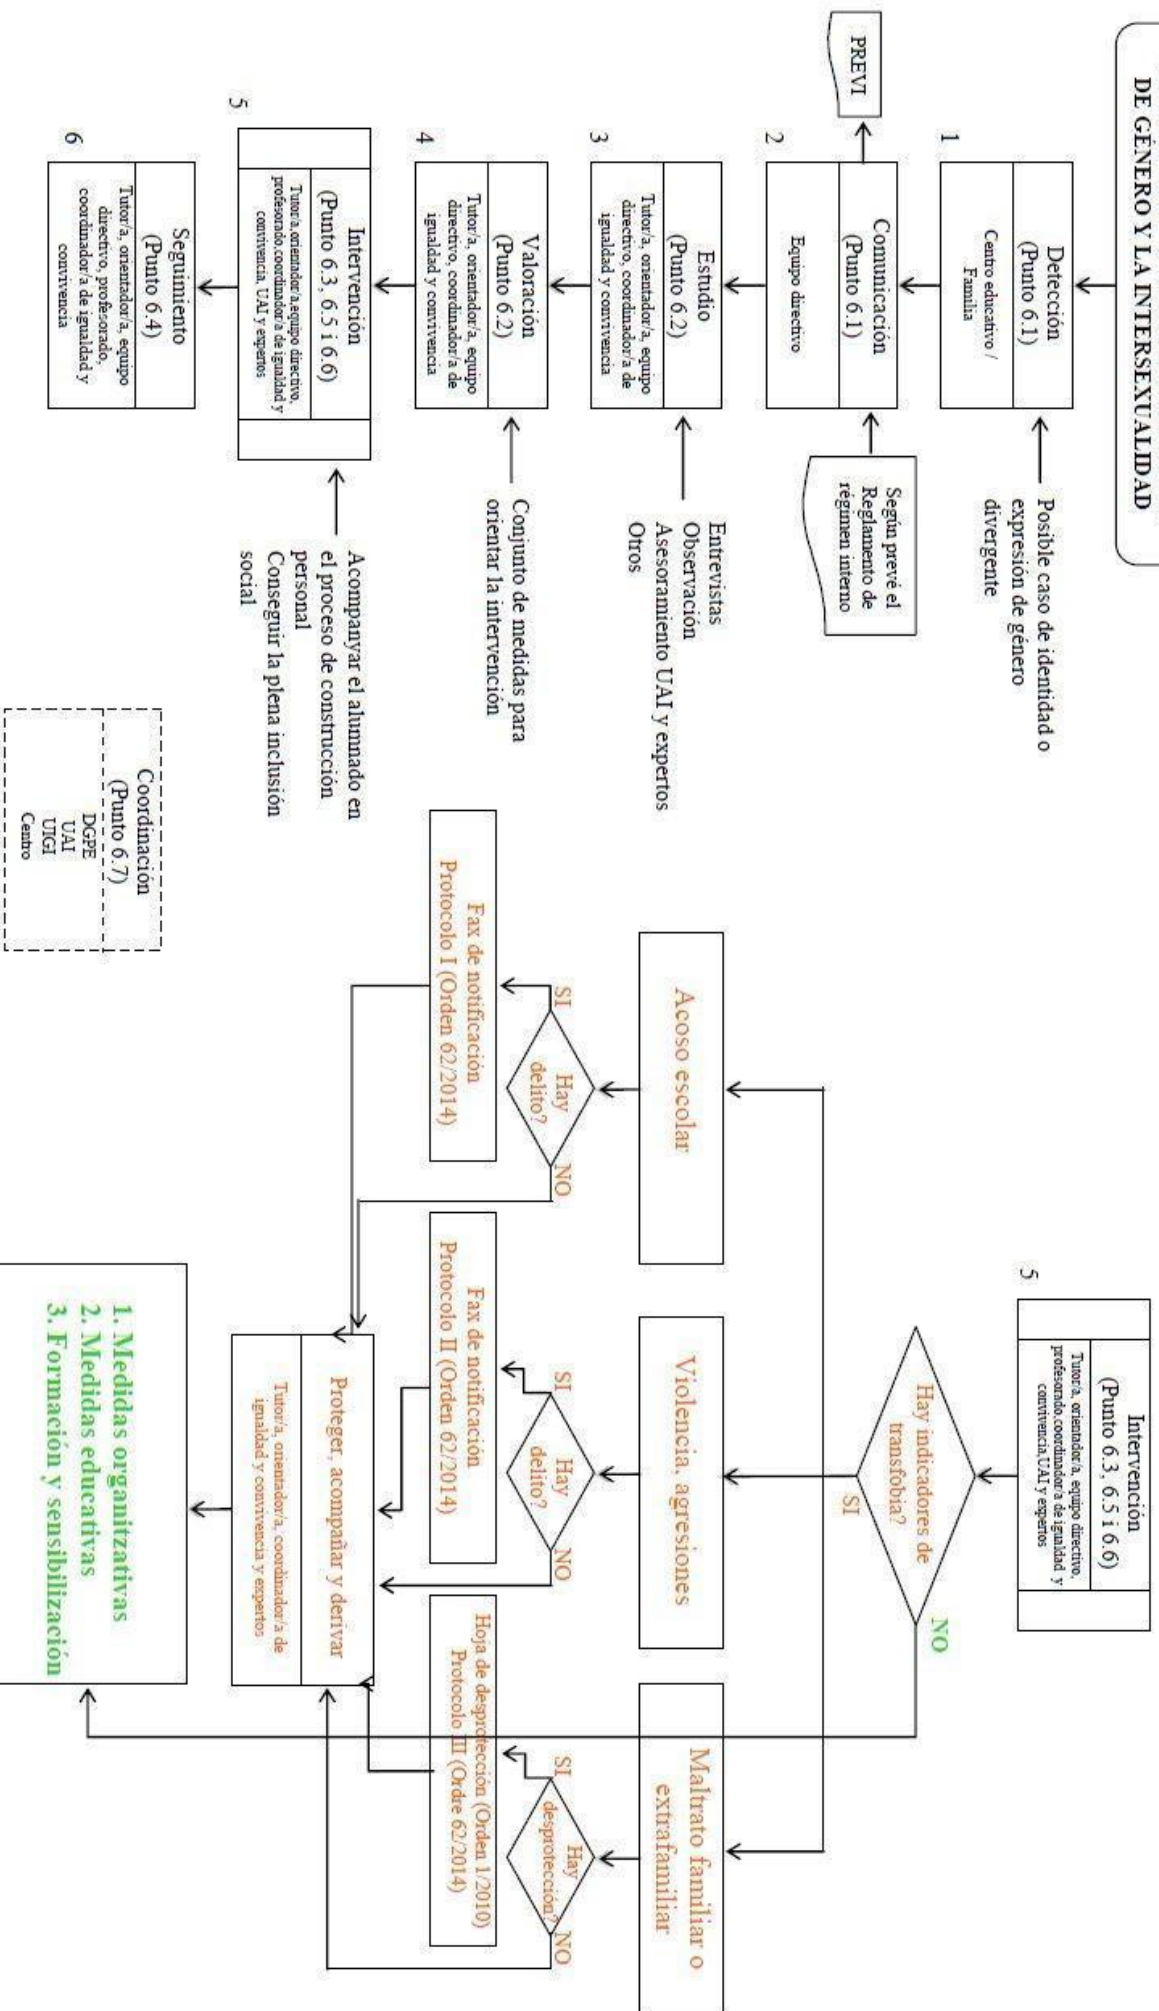 DE GÉNERO Y LA INTERSEXUALIDAD
1
Detección
(Punto 6.1)
Centro educativo /
Familia
Posible caso de identidad o
expresión de género
divergente
PREVI
2
Comunicación
(Punto 6.1)
Equipo directivo
Según prevé el
Reglamento de
régimen interno
3
Estudio
(Punto 6.2)
Tutor/a, orientador/a, equipo
directivo, coordinador/a de
igualdad y convivencia
Entrevistas
Observación
Asesoramiento UAI y expertos
Otros
4
Valoración
(Punto 6.2)
Tutor/a, orientador/a, equipo
directivo, coordinador/a de
igualdad y convivencia
Conjunto de medidas para
orientar la intervención
5
Intervención
(Punto 6.3, 6.5 i 6.6)
Tutor/a,orientador/a,equipo directivo,
profesorado,coordinador/a de igualdad y
convivencia, UAI y expertos
Acompanyar el alumnado en
el proceso de construcción
personal
Conseguir la plena inclusión
social
6
Seguimiento
(Punto 6.4)
Tutor/a, orientador/a, equipo
directivo, profesorado,
coordinador/a de igualdad y
convivencia
Coordinación
(Punto 6.7)
DGPE
UAI
UIGI
Centro
5
Intervención
(Punto 6.3, 6.5 i 6.6)
Tutor/a, orientador/a, equipo directivo,
profesorado,coordinador/a de igualdad y
convivencia,UAI y expertos
Hay indicadores de
transfobia?
NO
SI
Acoso escolar
Violencia, agresiones
Maltrato familiar o
extrafamiliar
SI
Hay
delito?
NO
SI
Hay
delito?
NO
SI
Hay
desprotección?
NO
Fax de notificación
Protocolo I (Orden 62/2014)
Fax de notificación
Protocolo II (Orden 62/2014)
Hoja de desprotección (Orden 1/2010)
Protocolo III (Ordre 62/2014)
Proteger, acompañar y derivar
Tutor/a, orientador/a, coordinador/a de
igualdad y convivencia y expertos
1. Medidas organitzativas
2. Medidas educativas
3. Formación y sensibilización